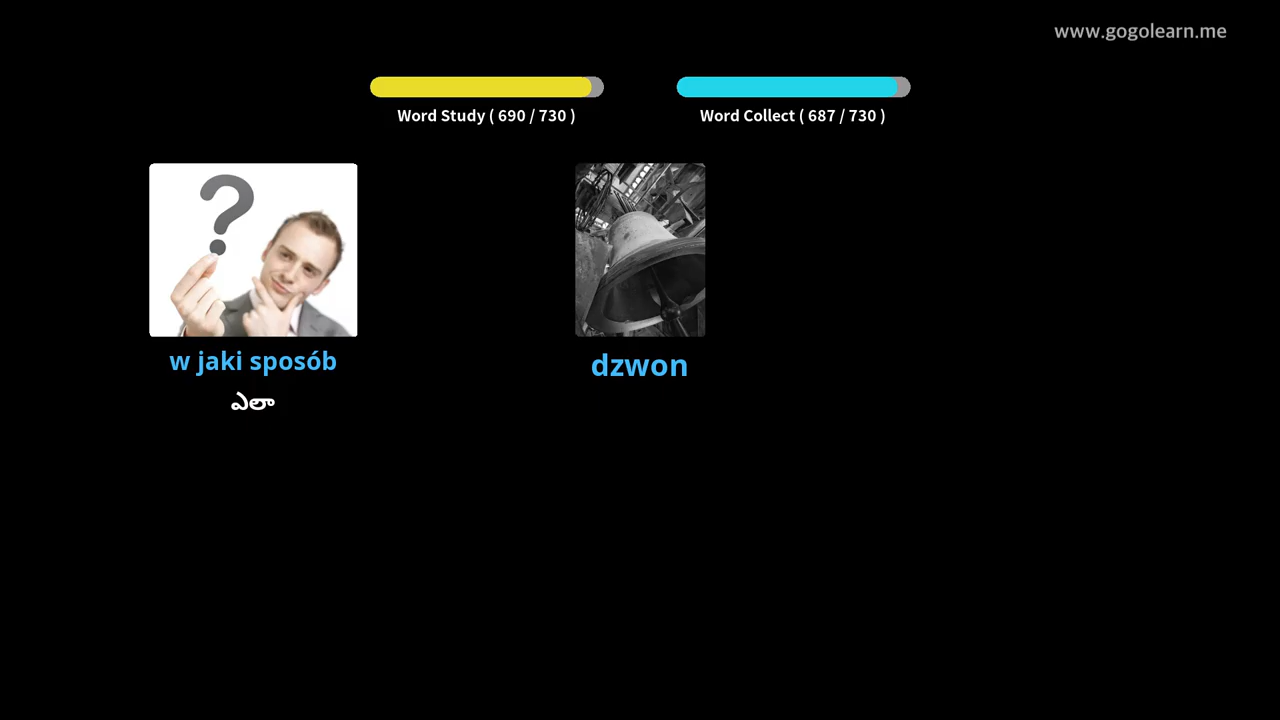 www.gogolearn.me
Word Study ( 690 / 730 )
Word Collect ( 687 / 730 )
w jaki sposób
ఎలా
dzwon